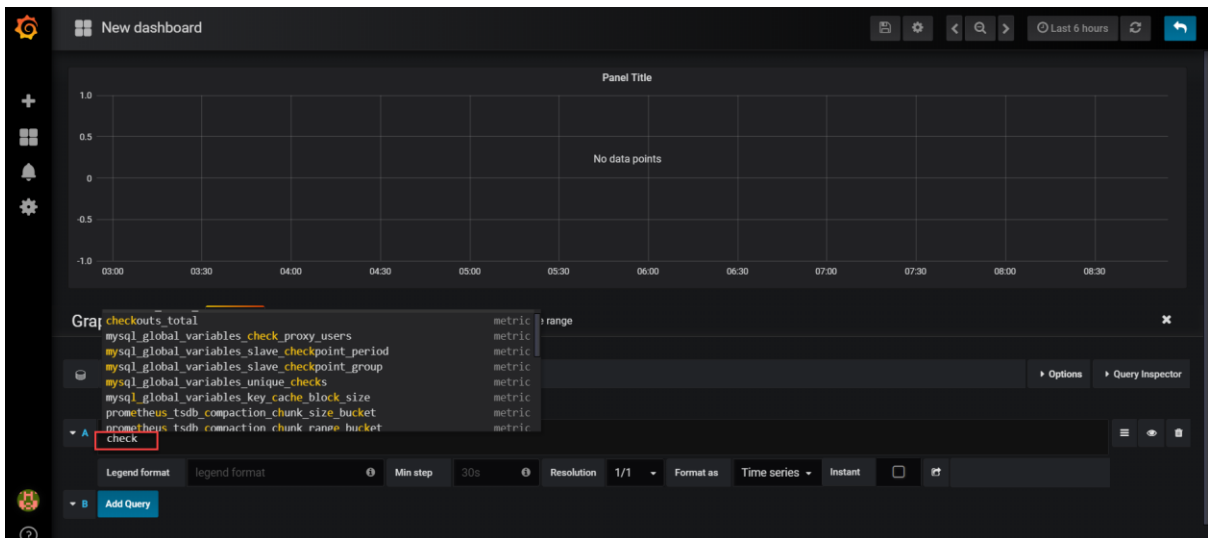 New dashboard
Last 6 hours
Panel Title
1.0
0.5
No data points
0
-0.5
-1.0
03:00 03:30 04:00 04:30 05:00 05:30 06:00 06:30 07:00 07:30 08:00 08:30
Grap
range
checkouts_total metric
mysql_global_variables_check_proxy_users metric
mysql_global_variables_slave_checkpoint_period metric
mysql_global_variables_slave_checkpoint_group metric
mysql_global_variables_unique_checks metric
mysql_global_variables_key_cache_block_size metric
prometheus_tsdb_compaction_chunk_size_bucket metric
prometheus_tsdb_compaction_chunk_range_bucket metric
Options Query Inspector
A check
Legend format legend format Min step 30s Resolution 1/1 Format as Time series Instant
B Add Query